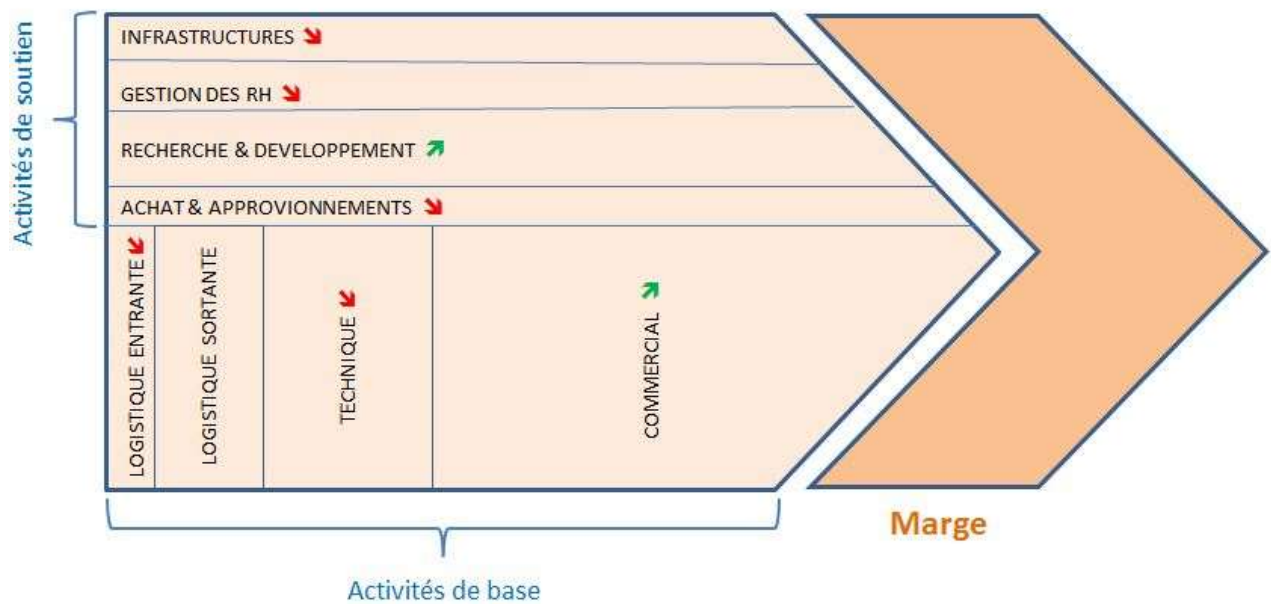 Activités de soutien
INFRASTRUCTURES
GESTION DES RH
RECHERCHE & DEVELOPPEMENT
ACHAT & APPROVIONNEMENTS
LOGISTIQUE ENTRANTE
LOGISTIQUE SORTANTE
TECHNIQUE
COMMERCIAL
Marge
Activités de base